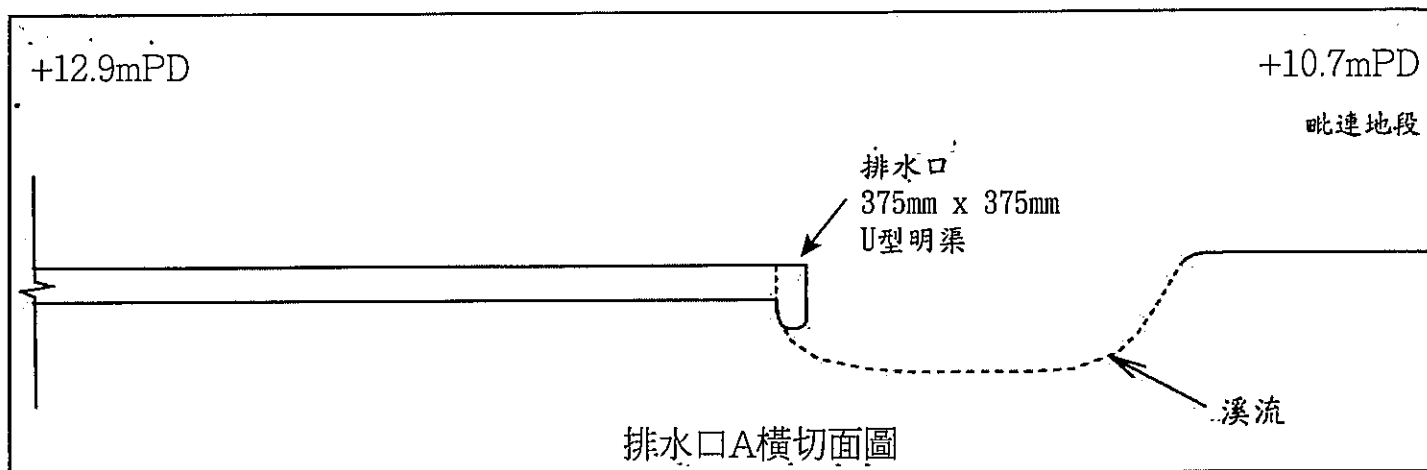 +12.9mPD
+10.7mPD
毗連地段
排水口
375mm x 375mm
U型明渠
溪流
排水口A橫切面圖